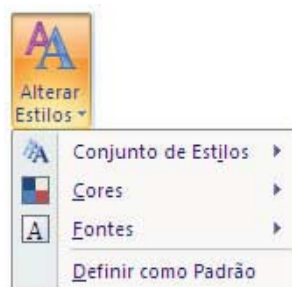 Alterar
Estilos
Conjunto de Estilos
Cores
Fontes
Definir como Padrão